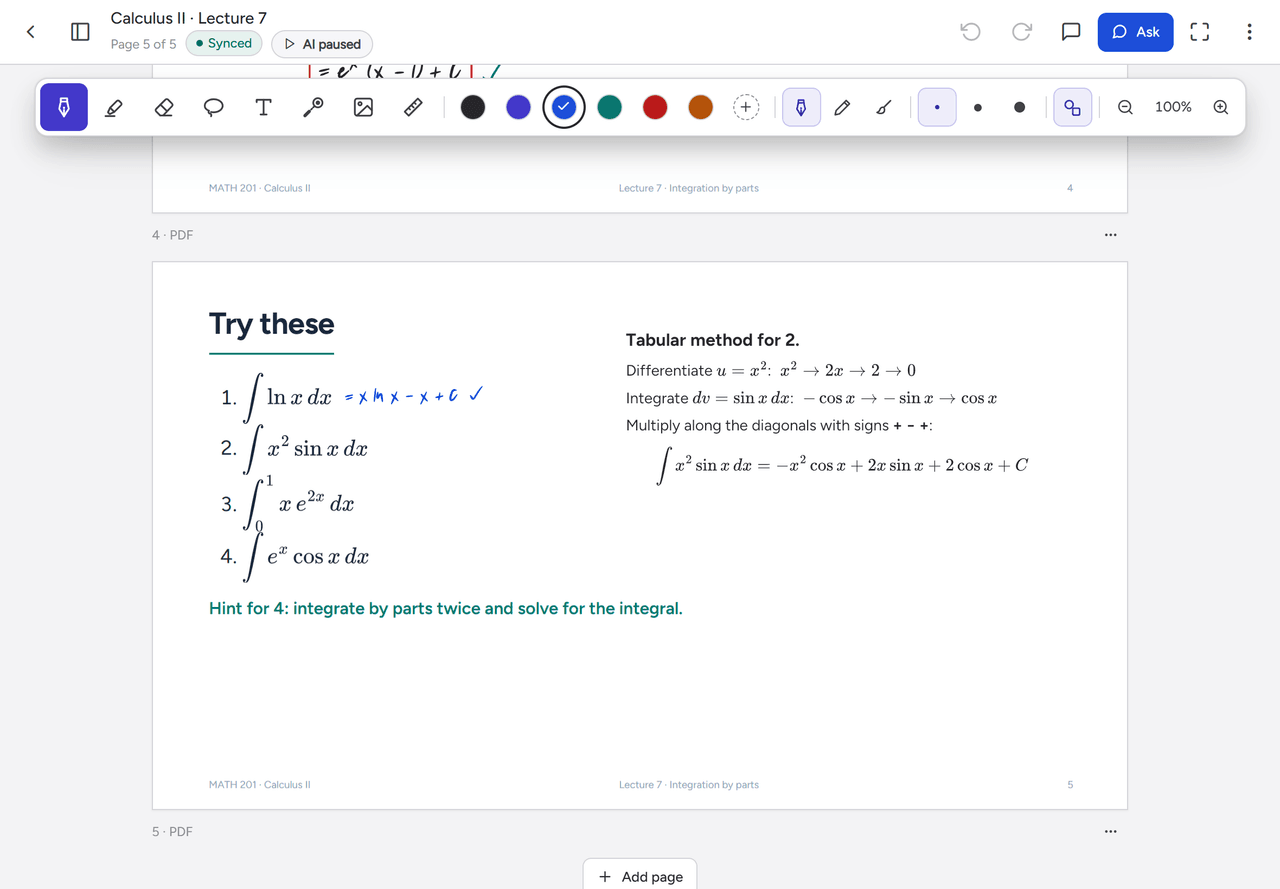 Calculus II · Lecture 7
Page 5 of 5
Synced
AI paused
Ask
= eˣ (x − 1) + C
T
100%
MATH 201 · Calculus II
Lecture 7 · Integration by parts
4
4 · PDF
Try these
1. ∫ ln x dx = x ln x − x + C ✓
2. ∫ x² sin x dx
3. ∫₀¹ x e²ˣ dx
4. ∫ eˣ cos x dx
Hint for 4: integrate by parts twice and solve for the integral.
Tabular method for 2.
Differentiate u = x²: x² → 2x → 2 → 0
Integrate dv = sin x dx: − cos x → − sin x → cos x
Multiply along the diagonals with signs + - +:
∫ x² sin x dx = −x² cos x + 2x sin x + 2 cos x + C
MATH 201 · Calculus II
Lecture 7 · Integration by parts
5
5 · PDF
+ Add page